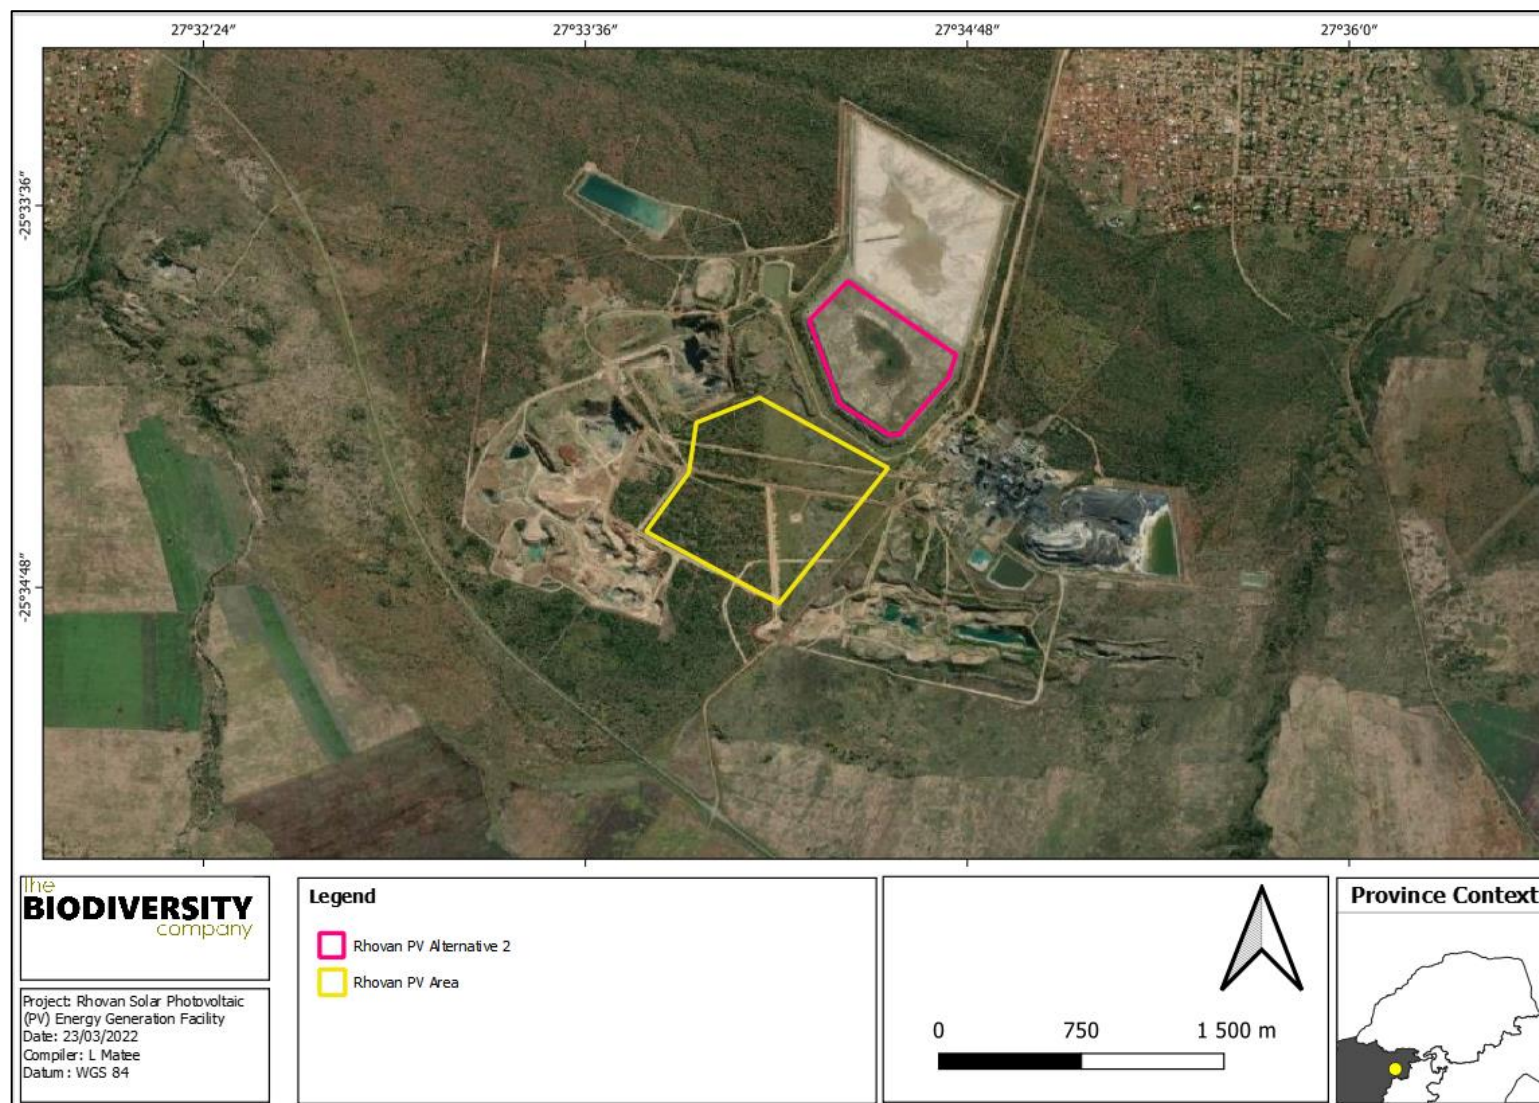 27°32′24″ 27°33′36″ 27°34′48″ 27°36′0″
-25°33′36″
-25°34′48″
The
BIODIVERSITY
company
Project: Rhovan Solar Photovoltaic
(PV) Energy Generation Facility
Date: 23/03/2022
Compiler: L Matee
Datum : WGS 84
Legend
Rhovan PV Alternative 2
Rhovan PV Area
0 750 1 500 m
Province Context